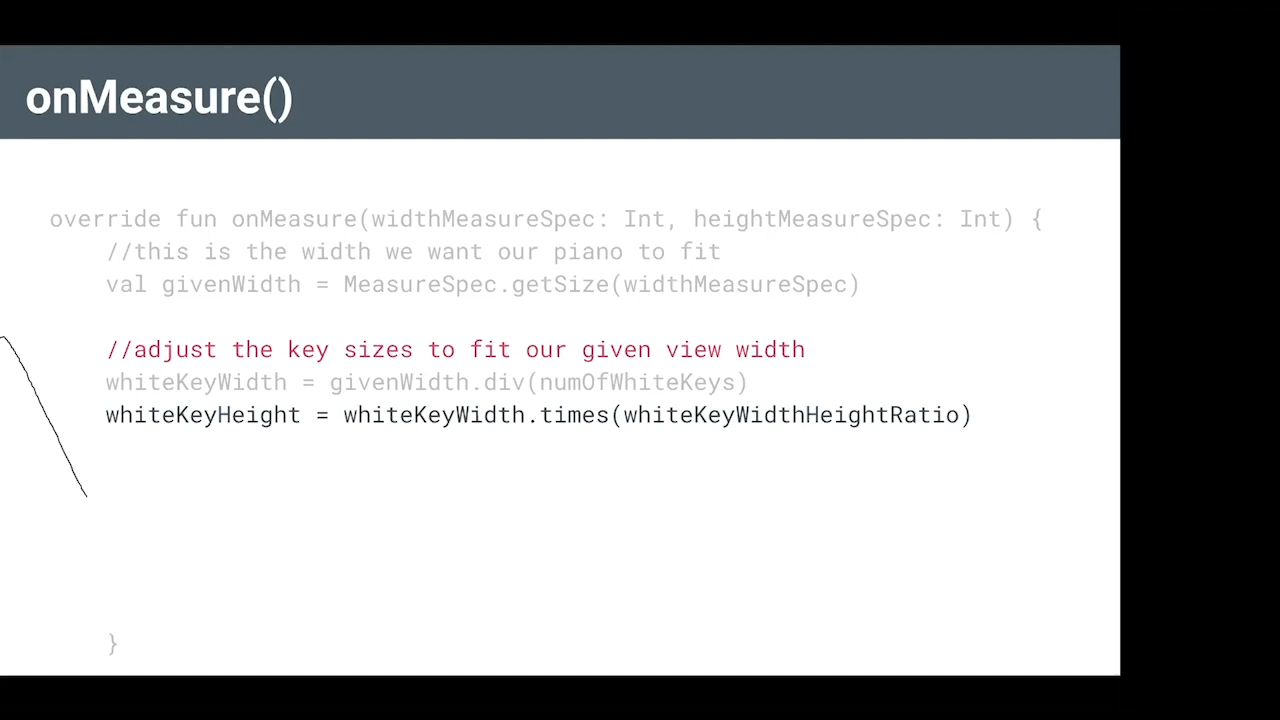 onMeasure()
override fun onMeasure(widthMeasureSpec: Int, heightMeasureSpec: Int) {
//this is the width we want our piano to fit
val givenWidth = MeasureSpec.getSize(widthMeasureSpec)
//adjust the key sizes to fit our given view width
whiteKeyWidth = givenWidth.div(numOfWhiteKeys)
whiteKeyHeight = whiteKeyWidth.times(whiteKeyWidthHeightRatio)
}